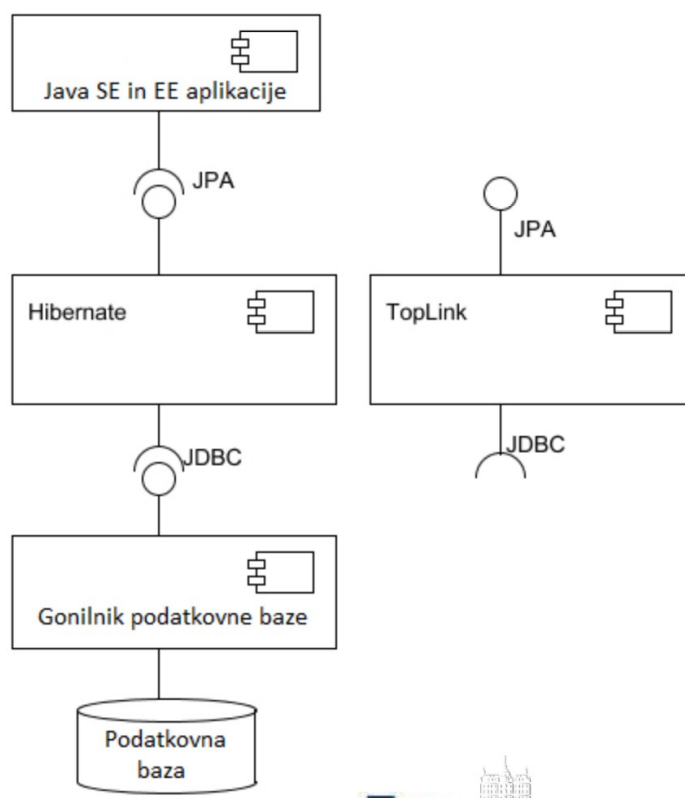 Java SE in EE aplikacije
JPA
JPA
Hibernate
TopLink
JDBC
JDBC
Gonilnik podatkovne baze
Podatkovna
baza